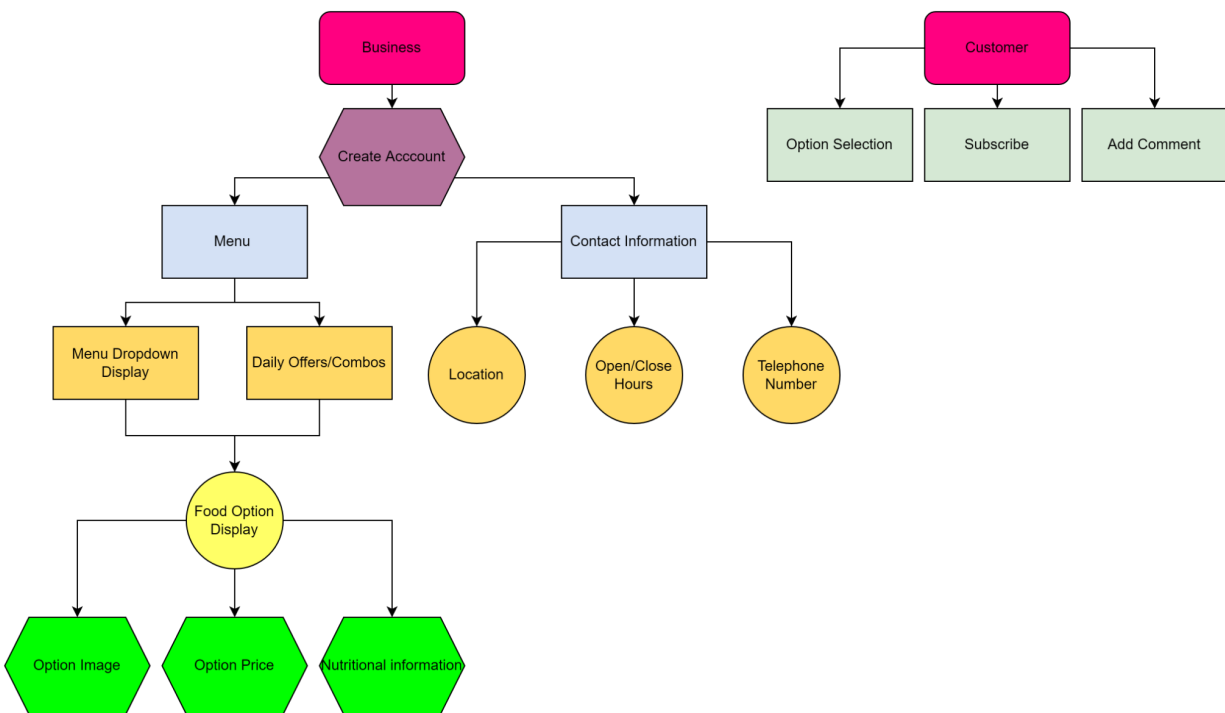 Business
Customer
Create Acccount
Option Selection
Subscribe
Add Comment
Menu
Contact Information
Menu Dropdown
Display
Daily Offers/Combos
Location
Open/Close
Hours
Telephone
Number
Food Option
Display
Option Image
Option Price
Nutritional information